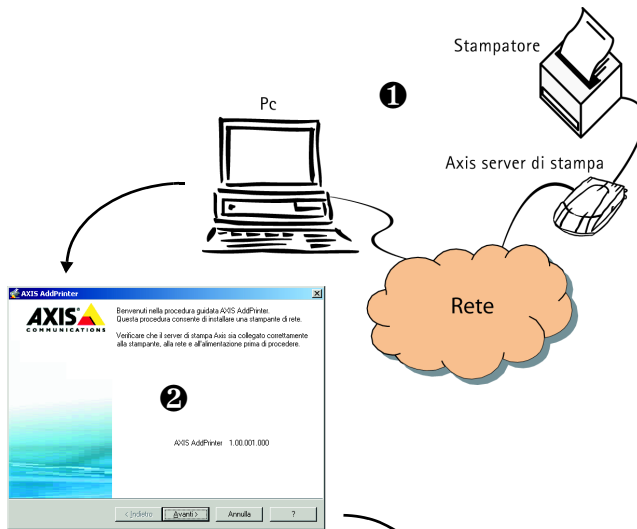 Stampatore
❶
Pc
Axis server di stampa
Rete
AXIS AddPrinter
AXIS
COMMUNICATIONS
Benvenuti nella procedura guidata AXIS AddPrinter.
Questa procedura consente di installare una stampante di rete.
Verificare che il server di stampa Axis sia collegato correttamente
alla stampante, alla rete e all'alimentazione prima di procedere.
❷
AXIS AddPrinter 1.00.001.000
< Indietro Avanti > Annulla ?